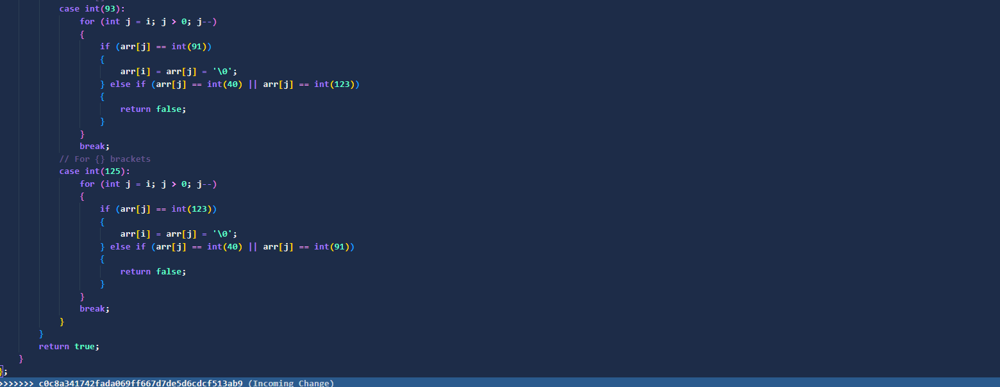 case int(93):
for (int j = i; j > 0; j--)
{
if (arr[j] == int(91))
{
arr[i] = arr[j] = '\0';
} else if (arr[j] == int(40) || arr[j] == int(123))
{
return false;
}
}
break;
// For {} brackets
case int(125):
for (int j = i; j > 0; j--)
{
if (arr[j] == int(123))
{
arr[i] = arr[j] = '\0';
} else if (arr[j] == int(40) || arr[j] == int(91))
{
return false;
}
}
break;
}
}
return true;
}
};
>>>>>>> c0c8a341742fada069ff667d7de5d6cdcf513ab9 (Incoming Change)